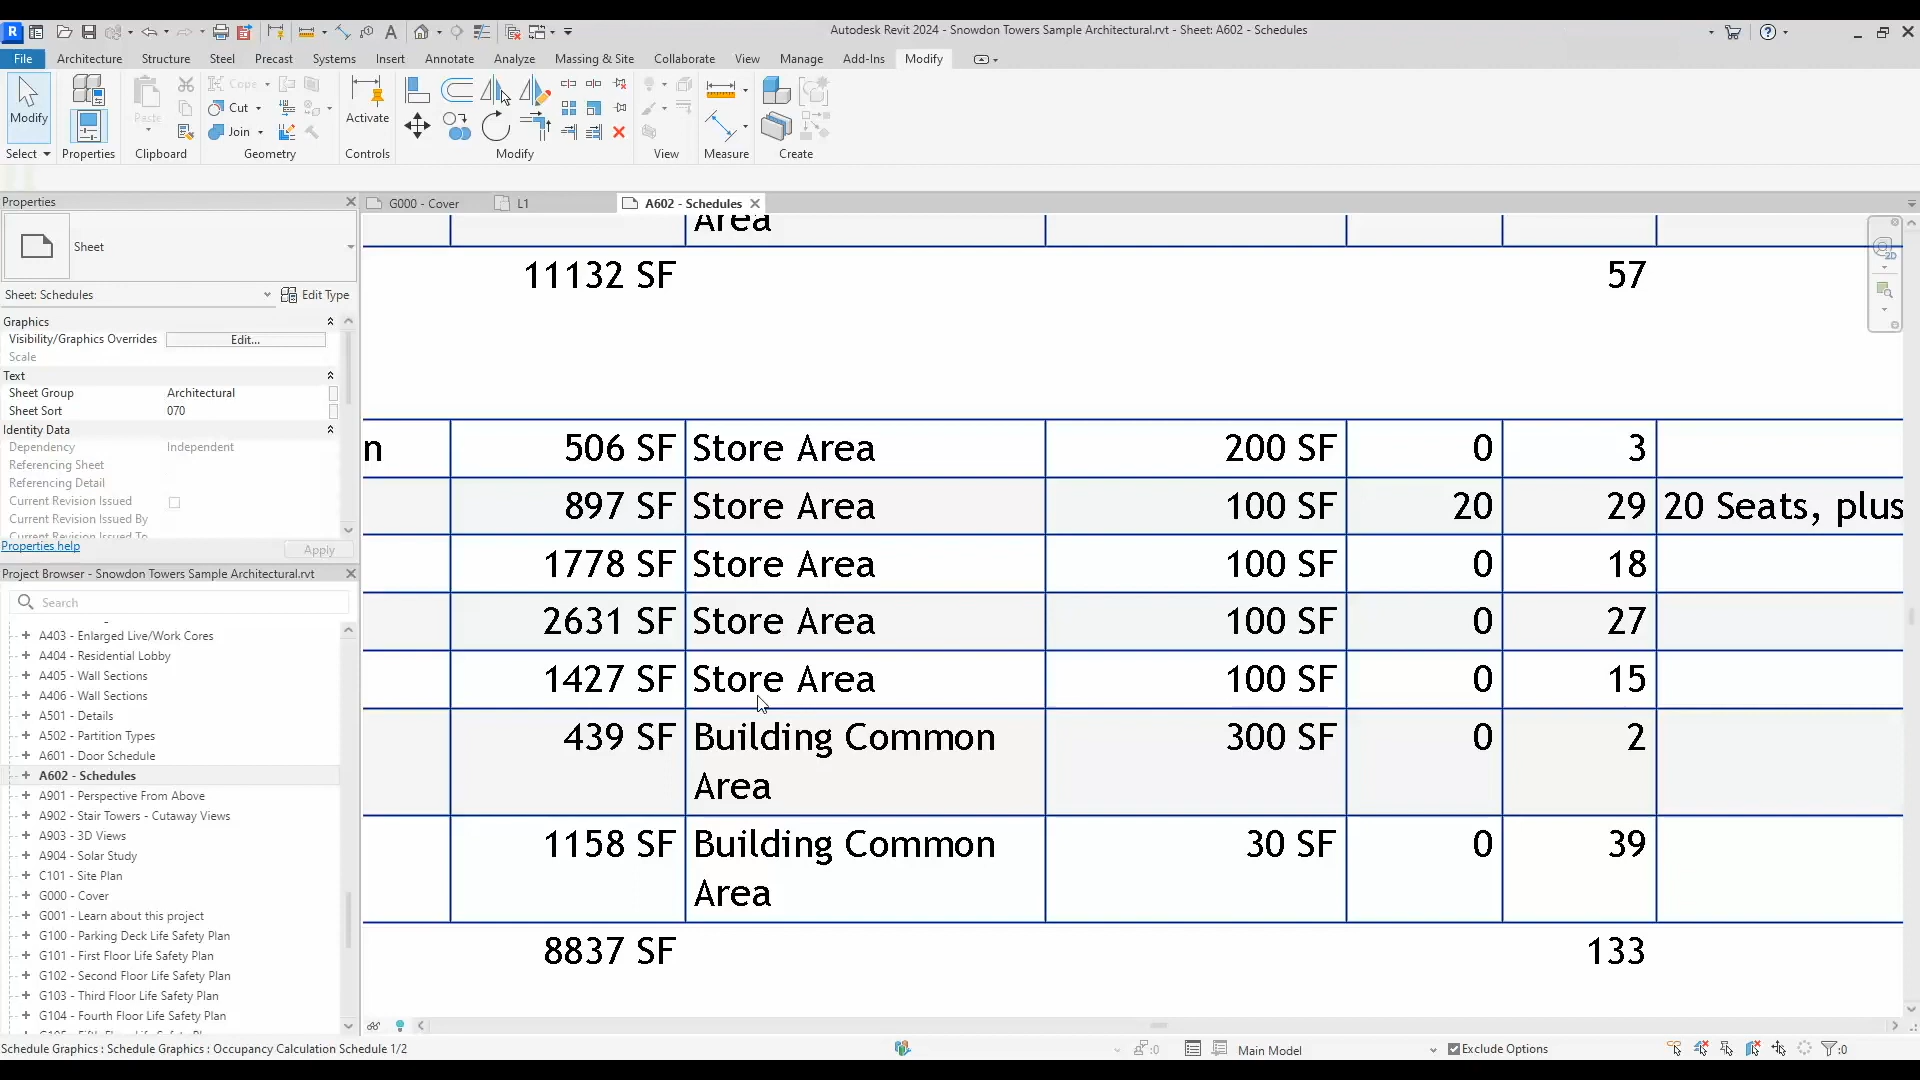 Autodesk Revit 2024 - Snowdon Towers Sample Architectural.rvt - Sheet: A602 - Schedules
File Architecture Structure Steel Precast Systems Insert Annotate Analyze Massing & Site Collaborate View Manage Add-Ins Modify
Modify Paste Cope Cut Join Activate
Select Properties Clipboard Geometry Controls Modify View Measure Create
Properties
G000 - Cover L1 A602 - Schedules
Sheet
Sheet: Schedules Edit Type
Graphics
Visibility/Graphics Overrides Edit...
Scale
Text
Sheet Group Architectural
Sheet Sort 070
Identity Data
Dependency Independent
Referencing Sheet
Referencing Detail
Current Revision Issued
Current Revision Issued By
Current Revision Issued To
Properties help Apply
Project Browser - Snowdon Towers Sample Architectural.rvt
Search
A403 - Enlarged Live/Work Cores
A404 - Residential Lobby
A405 - Wall Sections
A406 - Wall Sections
A501 - Details
A502 - Partition Types
A601 - Door Schedule
A602 - Schedules
A901 - Perspective From Above
A902 - Stair Towers - Cutaway Views
A903 - 3D Views
A904 - Solar Study
C101 - Site Plan
G000 - Cover
G001 - Learn about this project
G100 - Parking Deck Life Safety Plan
G101 - First Floor Life Safety Plan
G102 - Second Floor Life Safety Plan
G103 - Third Floor Life Safety Plan
G104 - Fourth Floor Life Safety Plan
Area
11132 SF 57
n 506 SF Store Area 200 SF 0 3
897 SF Store Area 100 SF 20 29 20 Seats, plus
1778 SF Store Area 100 SF 0 18
2631 SF Store Area 100 SF 0 27
1427 SF Store Area 100 SF 0 15
439 SF Building Common 300 SF 0 2
Area
1158 SF Building Common 30 SF 0 39
Area
8837 SF 133
Schedule Graphics : Schedule Graphics : Occupancy Calculation Schedule 1/2 :0 Main Model Exclude Options :0